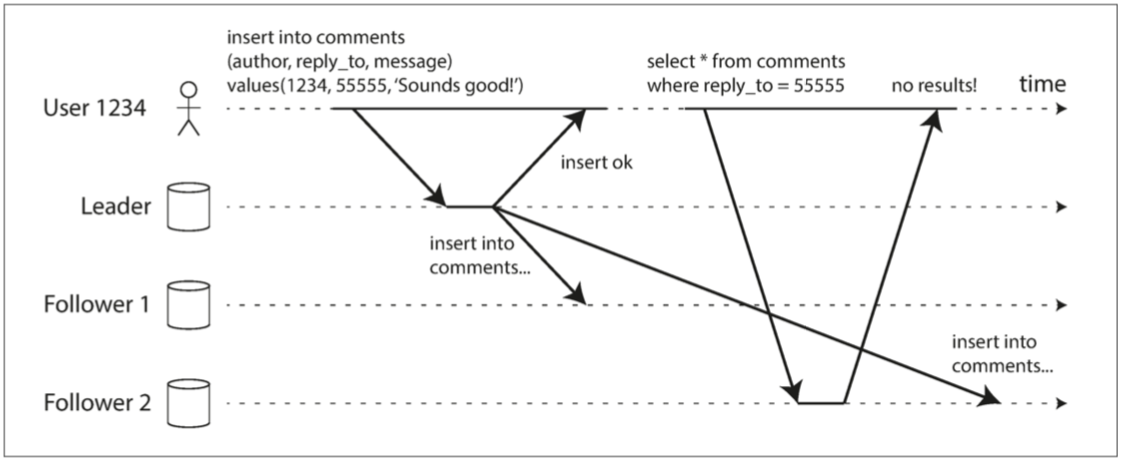 insert into comments
(author, reply_to, message)
values(1234, 55555, ‘Sounds good!’)
select * from comments
where reply_to = 55555
no results!
time
User 1234
insert ok
Leader
insert into
comments...
Follower 1
insert into
comments...
Follower 2